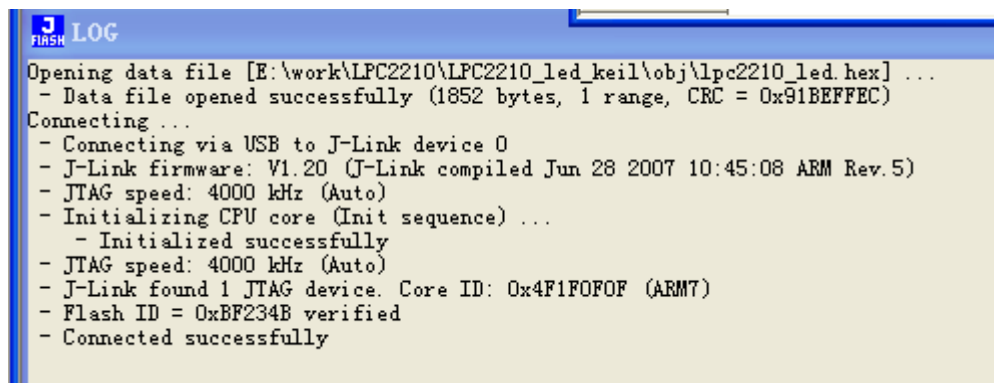 J
FLASH LOG
Opening data file [E:\work\LPC2210\LPC2210_led_keil\obj\lpc2210_led.hex] ...
- Data file opened successfully (1852 bytes, 1 range, CRC = 0x91BEFFEC)
Connecting ...
- Connecting via USB to J-Link device 0
- J-Link firmware: V1.20 (J-Link compiled Jun 28 2007 10:45:08 ARM Rev.5)
- JTAG speed: 4000 kHz (Auto)
- Initializing CPU core (Init sequence) ...
- Initialized successfully
- JTAG speed: 4000 kHz (Auto)
- J-Link found 1 JTAG device. Core ID: 0x4F1F0F0F (ARM7)
- Flash ID = 0xBF234B verified
- Connected successfully